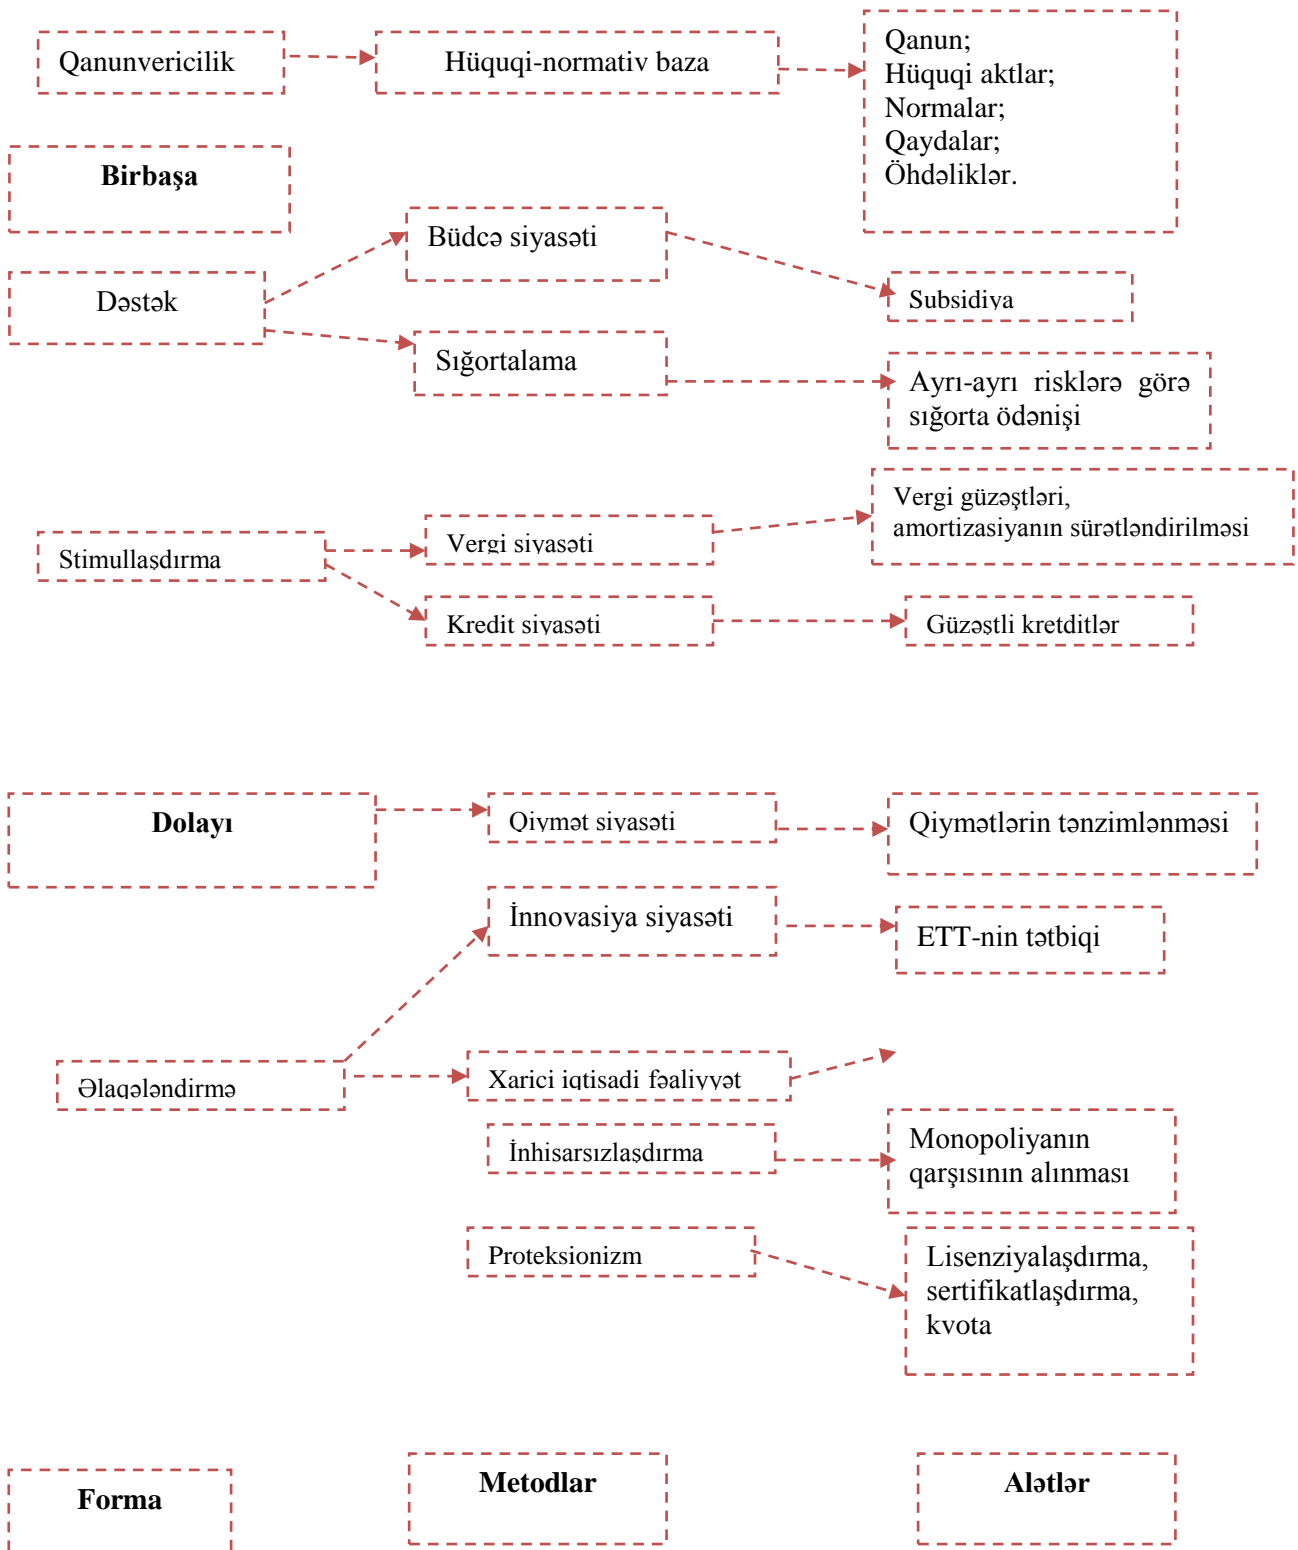 Qanunvericilik
Hüquqi-normativ baza
Qanun;
Hüquqi aktlar;
Normalar;
Qaydalar;
Öhdəliklər.
Birbaşa
Büdcə siyasəti
Dəstək
Subsidiya
Sığortalama
Ayrı-ayrı risklərə görə
sığorta ödənişi
Vergi güzəştləri,
amortizasiyanın sürətləndirilməsi
Vergi siyasəti
Stimullaşdırma
Kredit siyasəti
Güzəştli kretditlər
Dolayı
Qiymət siyasəti
Qiymətlərin tənzimlənməsi
İnnovasiya siyasəti
ETT-nin tətbiqi
Əlaqələndirmə
Xarici iqtisadi fəaliyyət
İnhisarsızlaşdırma
Monopoliyanın
qarşısının alınması
Proteksionizm
Lisenziyalaşdırma,
sertifikatlaşdırma,
kvota
Forma
Metodlar
Alətlər